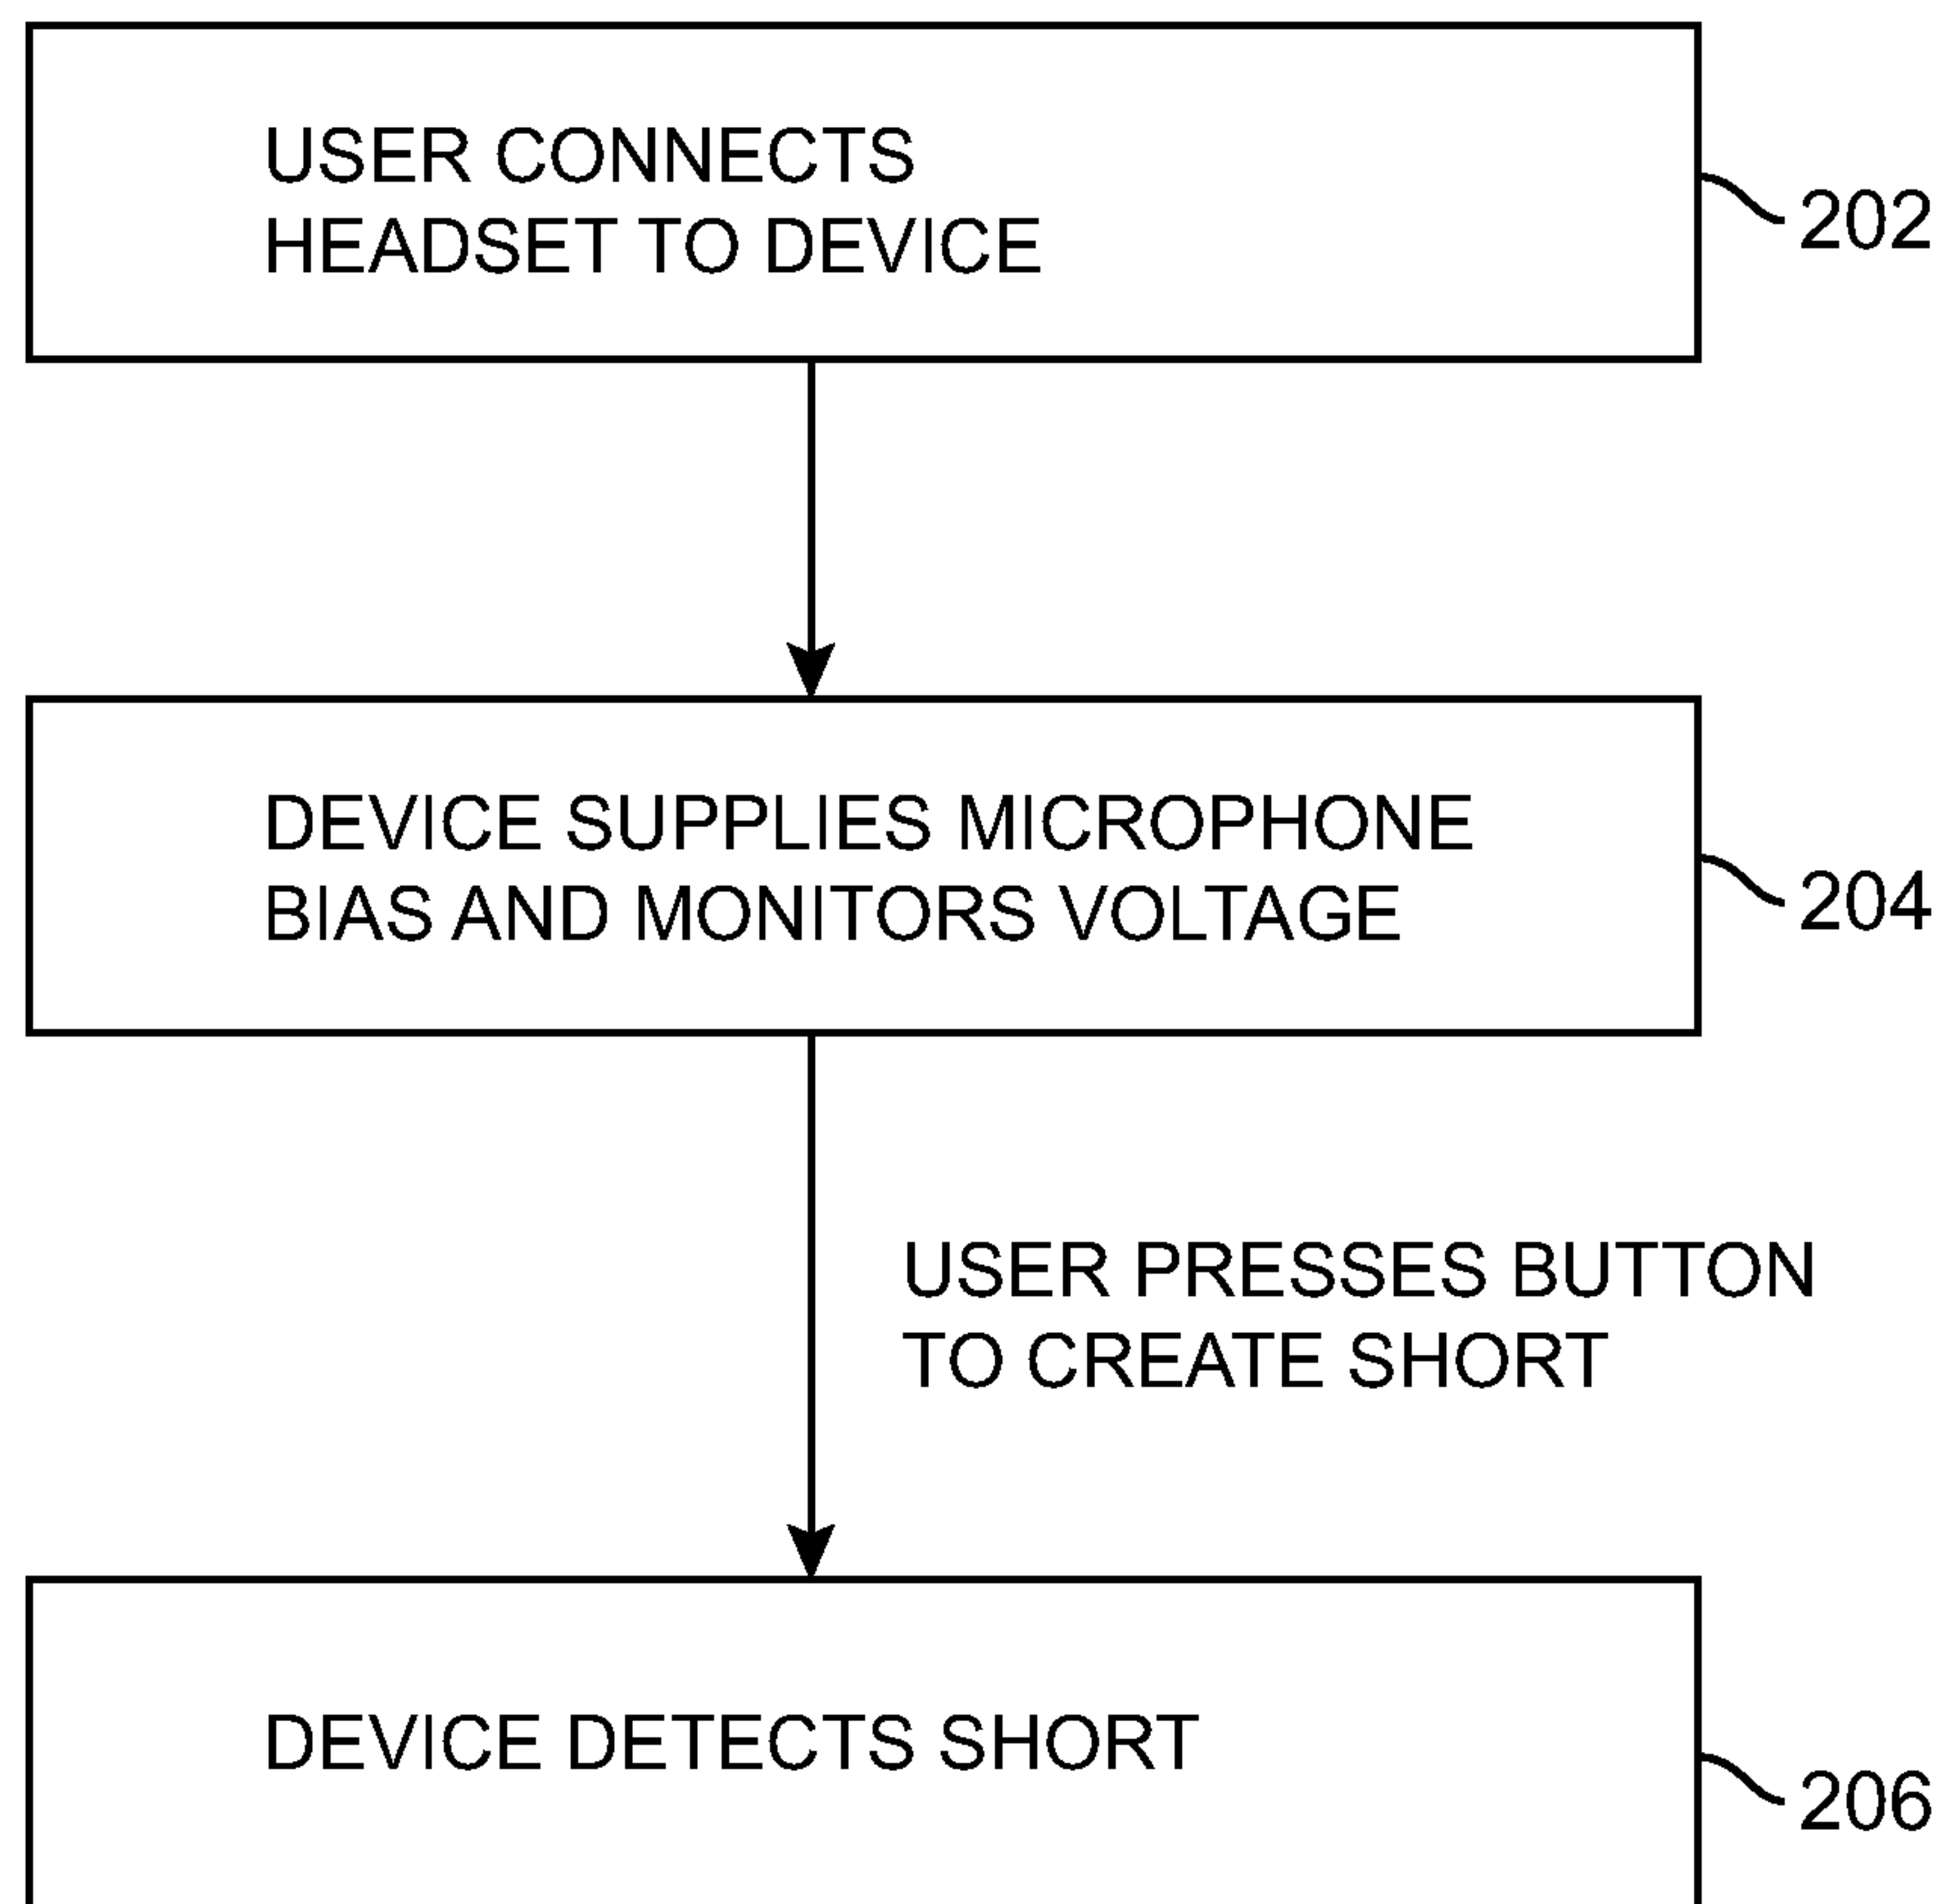 USER CONNECTS
HEADSET TO DEVICE
202
DEVICE SUPPLIES MICROPHONE
BIAS AND MONITORS VOLTAGE
204
USER PRESSES BUTTON
TO CREATE SHORT
DEVICE DETECTS SHORT
206